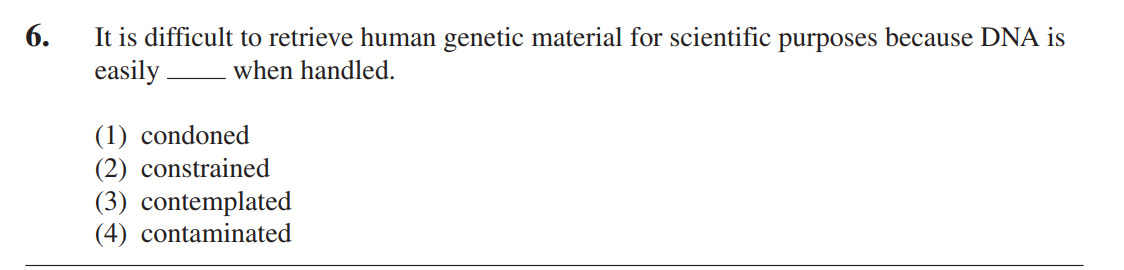 6. It is difficult to retrieve human genetic material for scientific purposes because DNA is
easily ____ when handled.
(1) condoned
(2) constrained
(3) contemplated
(4) contaminated